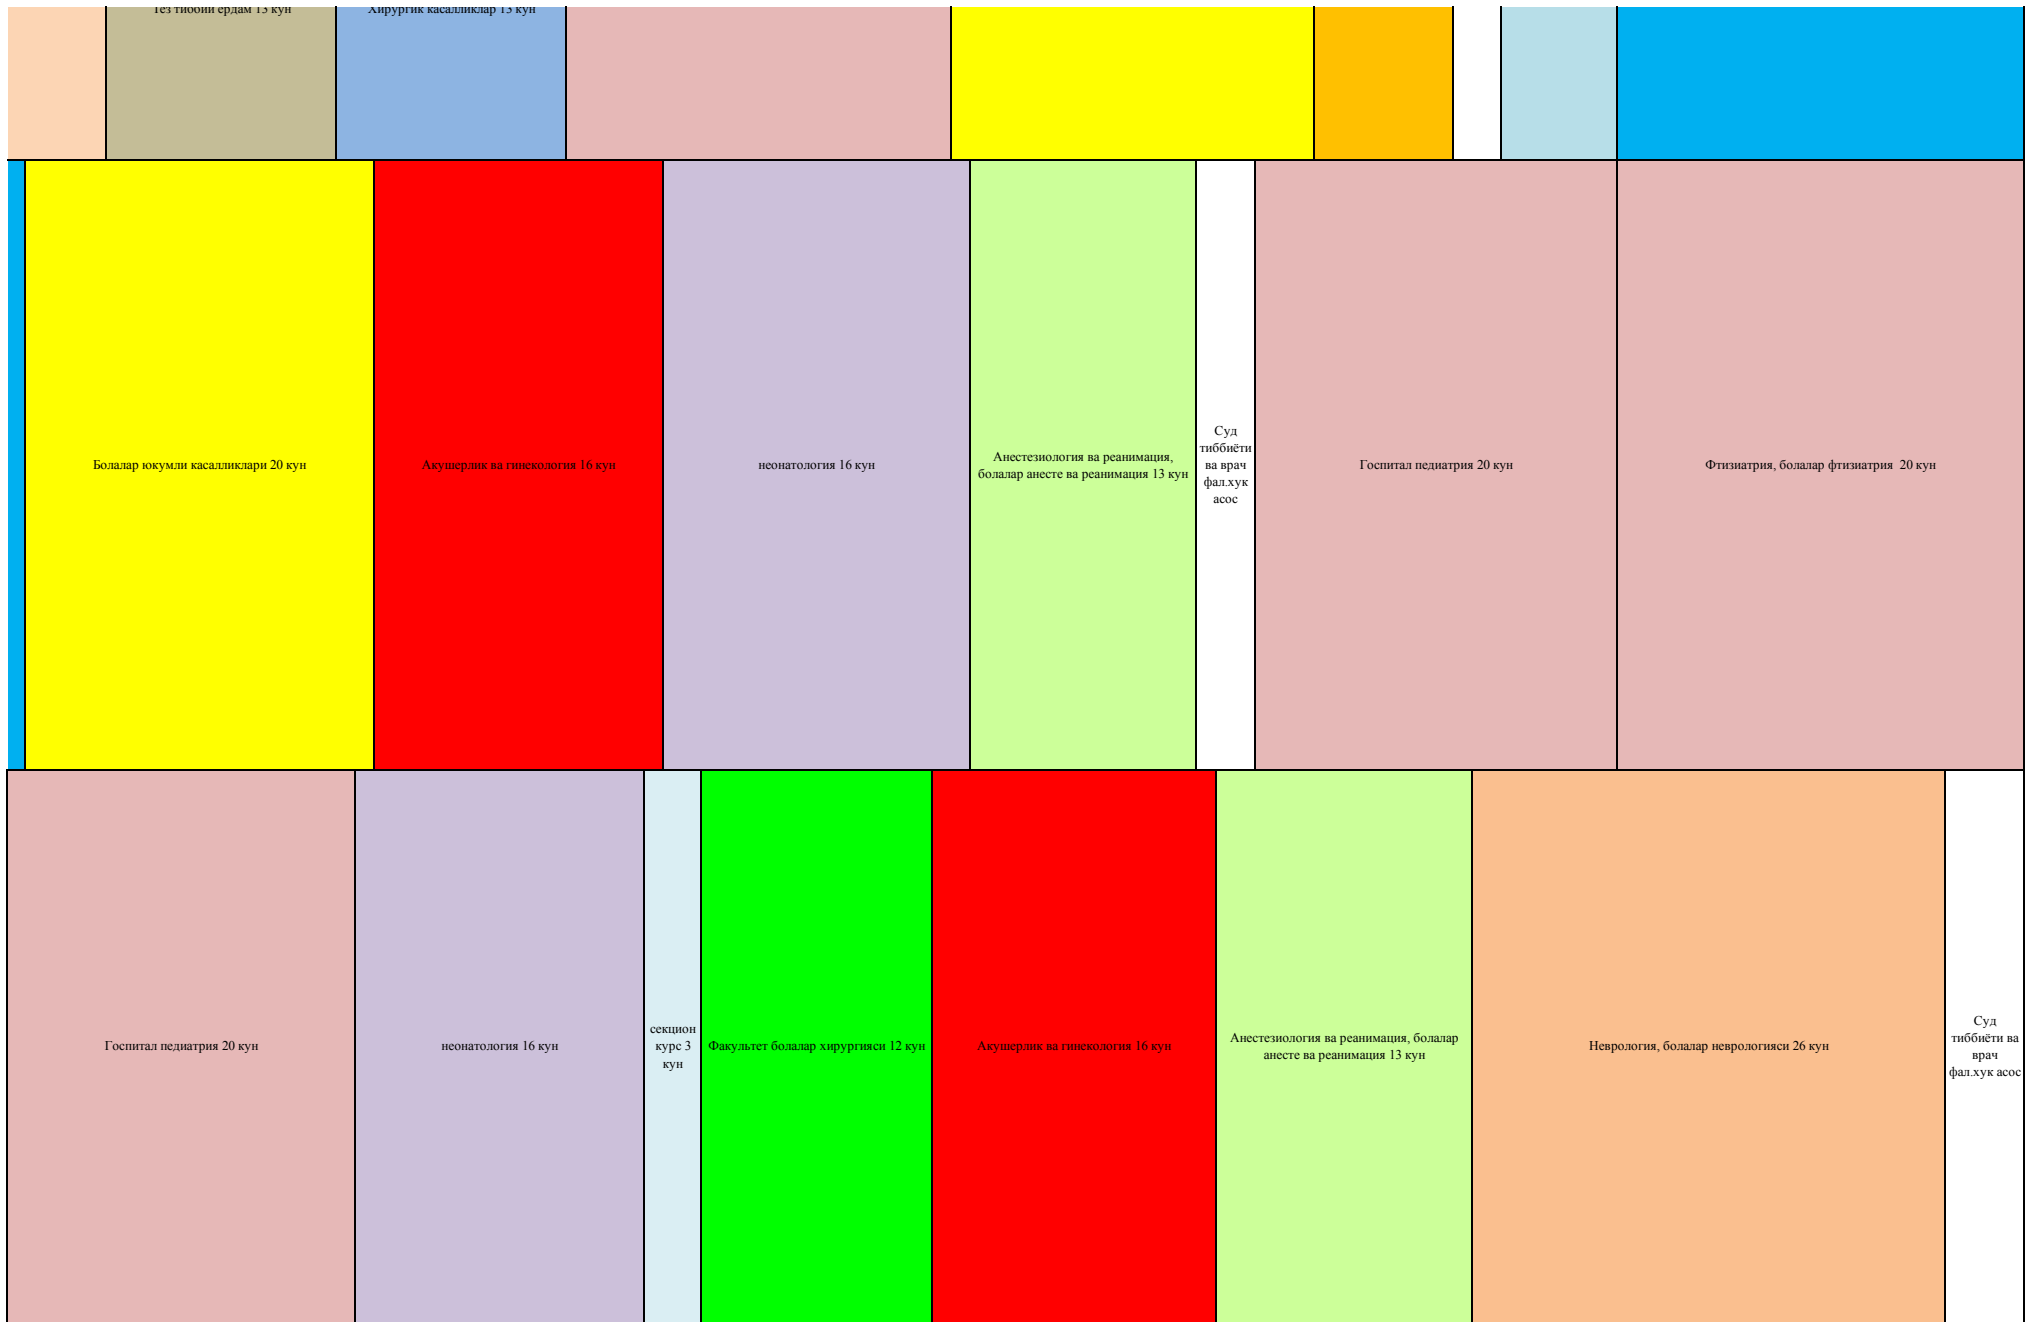 Тез тиббий ёрдам 13 кун
Хирургик касалликлар 13 кун
Болалар юкумли касалликлари 20 кун
Акушерлик ва гинекология 16 кун
неонатология 16 кун
Анестезиология ва реанимация,
болалар анесте ва реанимация 13 кун
Суд
тиббиёти
ва врач
фал.хук
асос
Госпитал педиатрия 20 кун
Фтизиатрия, болалар фтизиатрия 20 кун
Госпитал педиатрия 20 кун
неонатология 16 кун
секцион
курс 3
кун
Факультет болалар хирургияси 12 кун
Акушерлик ва гинекология 16 кун
Анестезиология ва реанимация, болалар
анесте ва реанимация 13 кун
Неврология, болалар неврологияси 26 кун
Суд
тиббиёти ва
врач
фал.хук асос